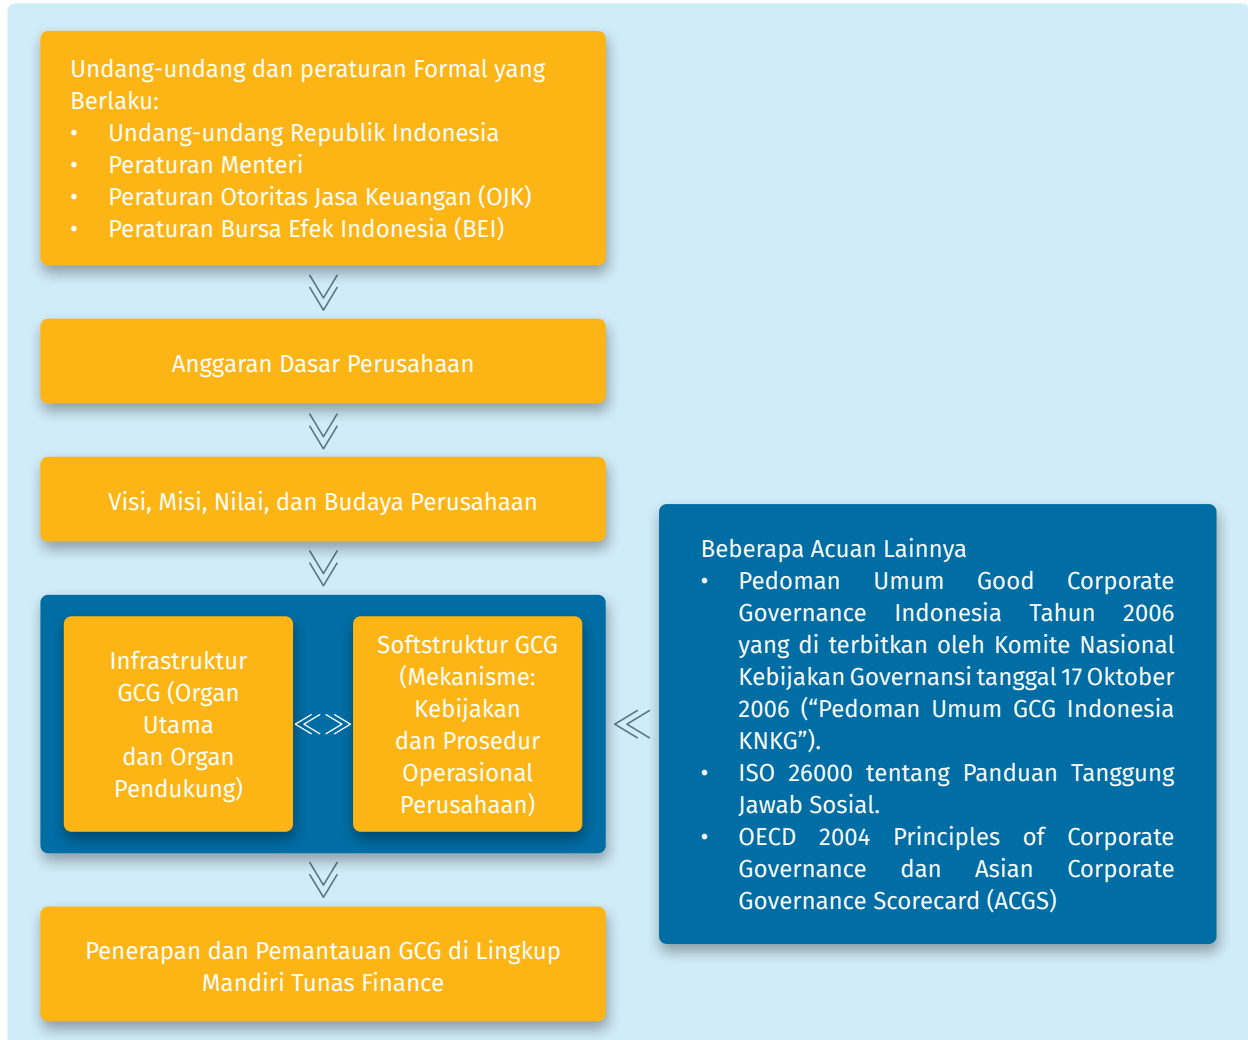 Undang-undang dan peraturan Formal yang
Berlaku:
• Undang-undang Republik Indonesia
• Peraturan Menteri
• Peraturan Otoritas Jasa Keuangan (OJK)
• Peraturan Bursa Efek Indonesia (BEI)
Anggaran Dasar Perusahaan
Visi, Misi, Nilai, dan Budaya Perusahaan
Infrastruktur
GCG (Organ
Utama
dan Organ
Pendukung)
Softstruktur GCG
(Mekanisme:
Kebijakan
dan Prosedur
Operasional
Perusahaan)
Beberapa Acuan Lainnya
• Pedoman Umum Good Corporate
Governance Indonesia Tahun 2006
yang di terbitkan oleh Komite Nasional
Kebijakan Governansi tanggal 17 Oktober
2006 (“Pedoman Umum GCG Indonesia
KNKG”).
• ISO 26000 tentang Panduan Tanggung
Jawab Sosial.
• OECD 2004 Principles of Corporate
Governance dan Asian Corporate
Governance Scorecard (ACGS)
Penerapan dan Pemantauan GCG di Lingkup
Mandiri Tunas Finance